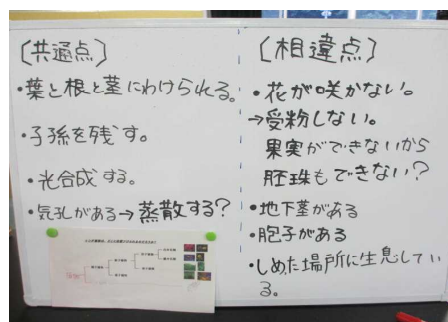 〔共通点〕
・葉と根と茎にわけられる。
・子孫を残す。
・光合成する。
・気孔がある→蒸散する?
〔相違点〕
・花が咲かない。
→受粉しない。
果実ができないから
胚珠もできない?
・地下茎がある
・胞子がある
・しめった場所に生息してい
る。